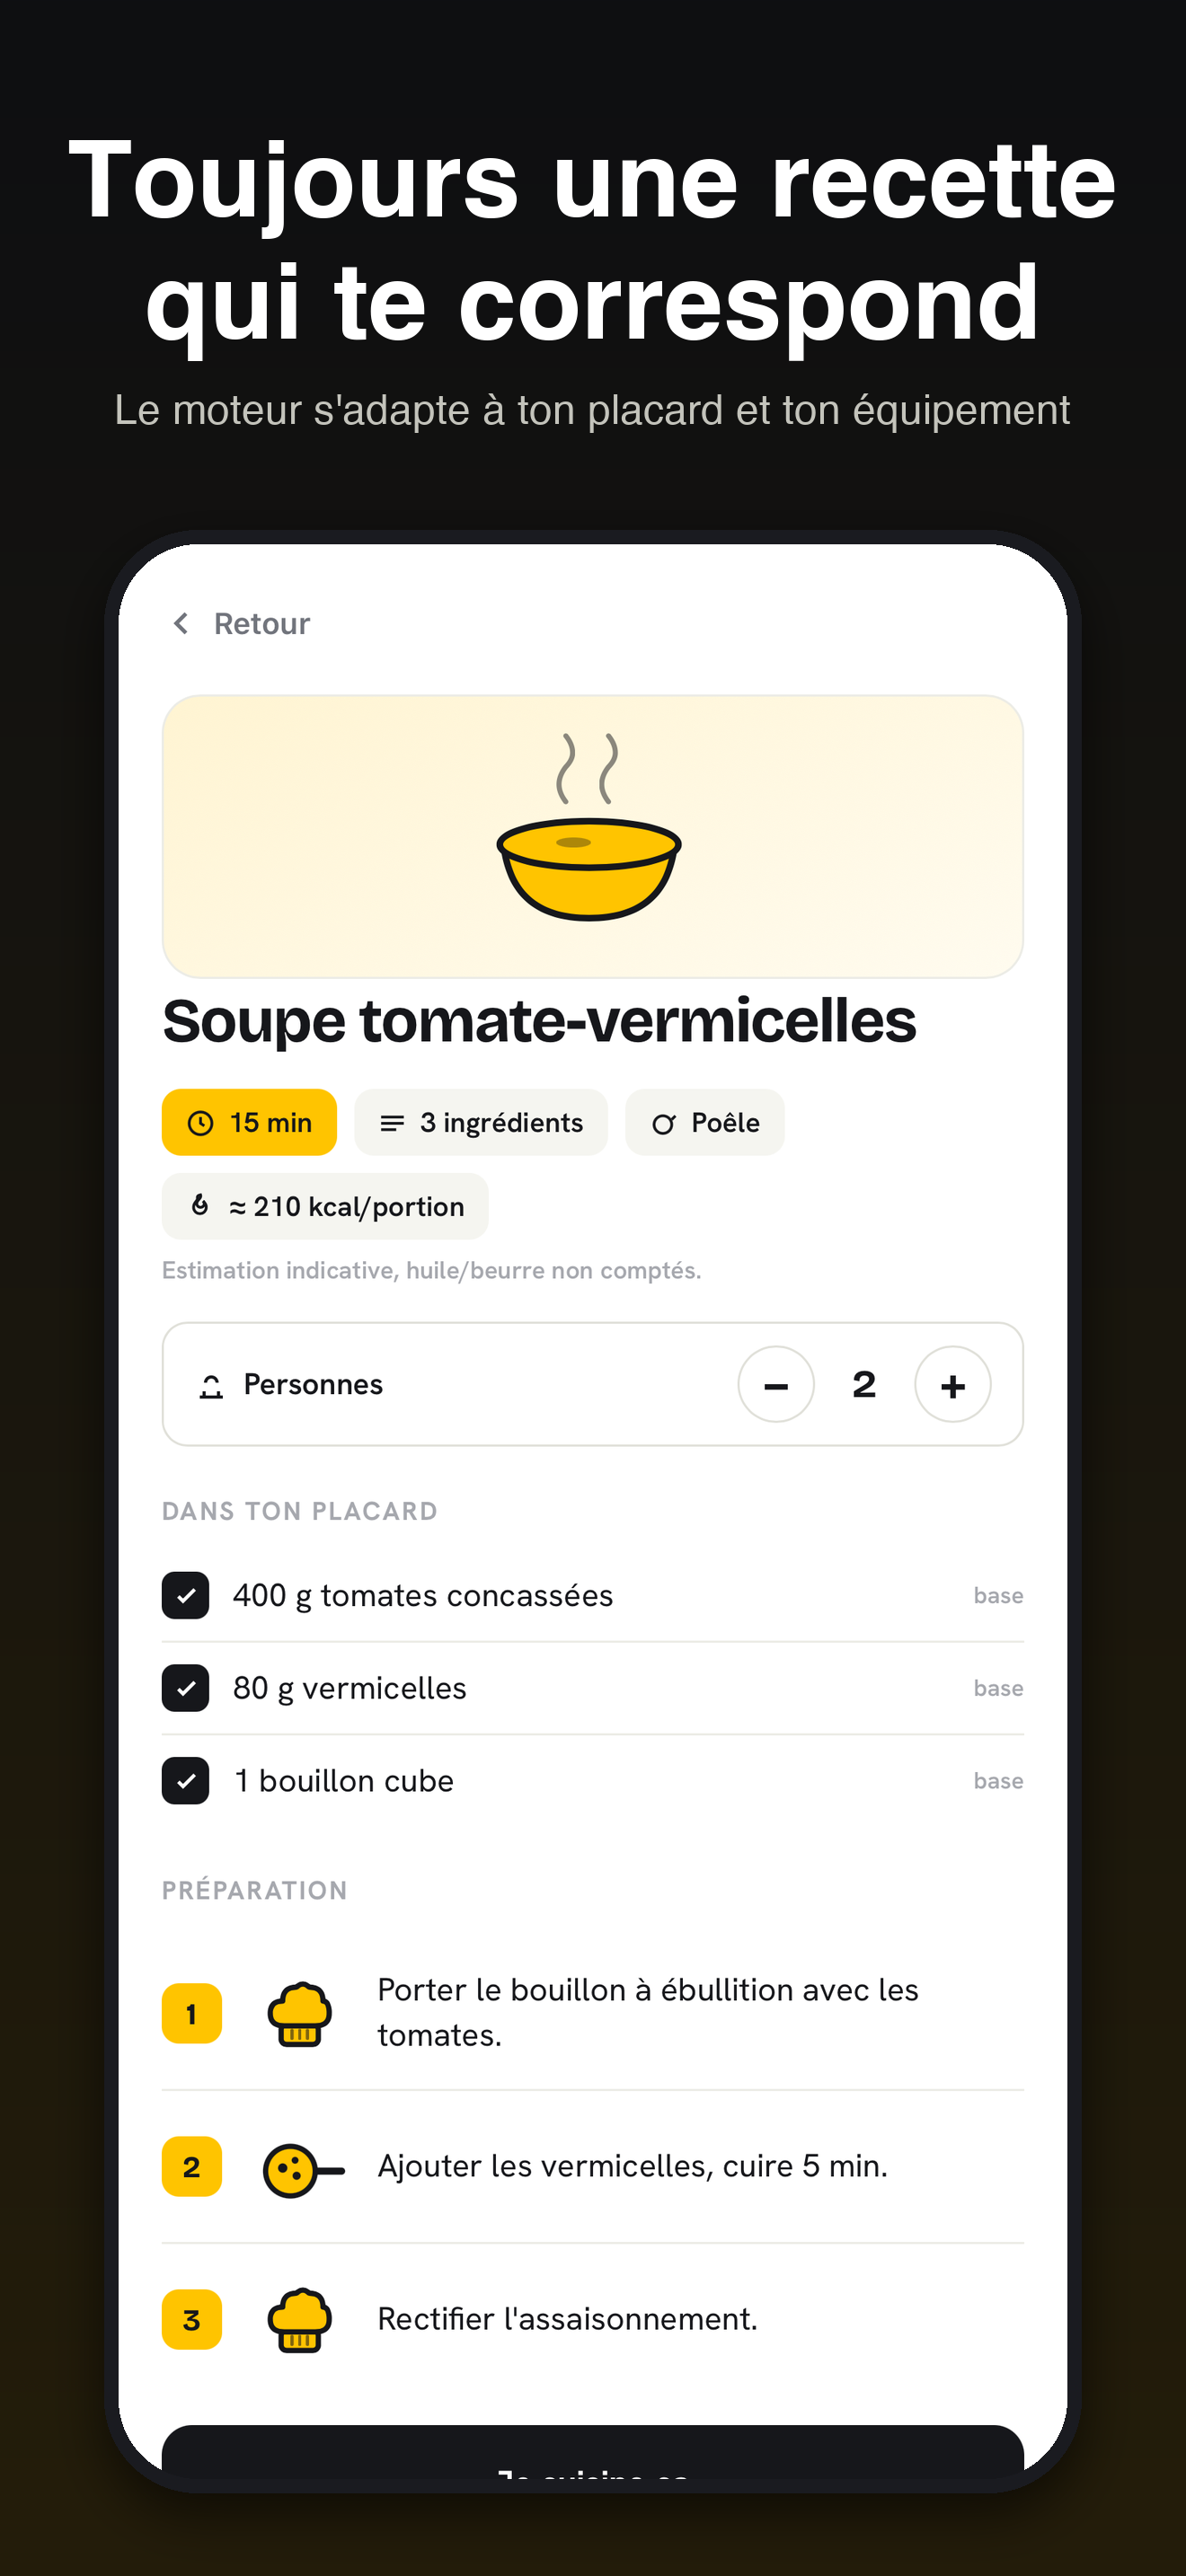 Toujours une recette
qui te correspond
Le moteur s'adapte à ton placard et ton équipement
Retour
Soupe tomate-vermicelles
15 min
3 ingrédients
Poêle
≈ 210 kcal/portion
Estimation indicative, huile/beurre non comptés.
Personnes
− 2 +
DANS TON PLACARD
400 g tomates concassées base
80 g vermicelles base
1 bouillon cube base
PRÉPARATION
1 Porter le bouillon à ébullition avec les
tomates.
2 Ajouter les vermicelles, cuire 5 min.
3 Rectifier l'assaisonnement.